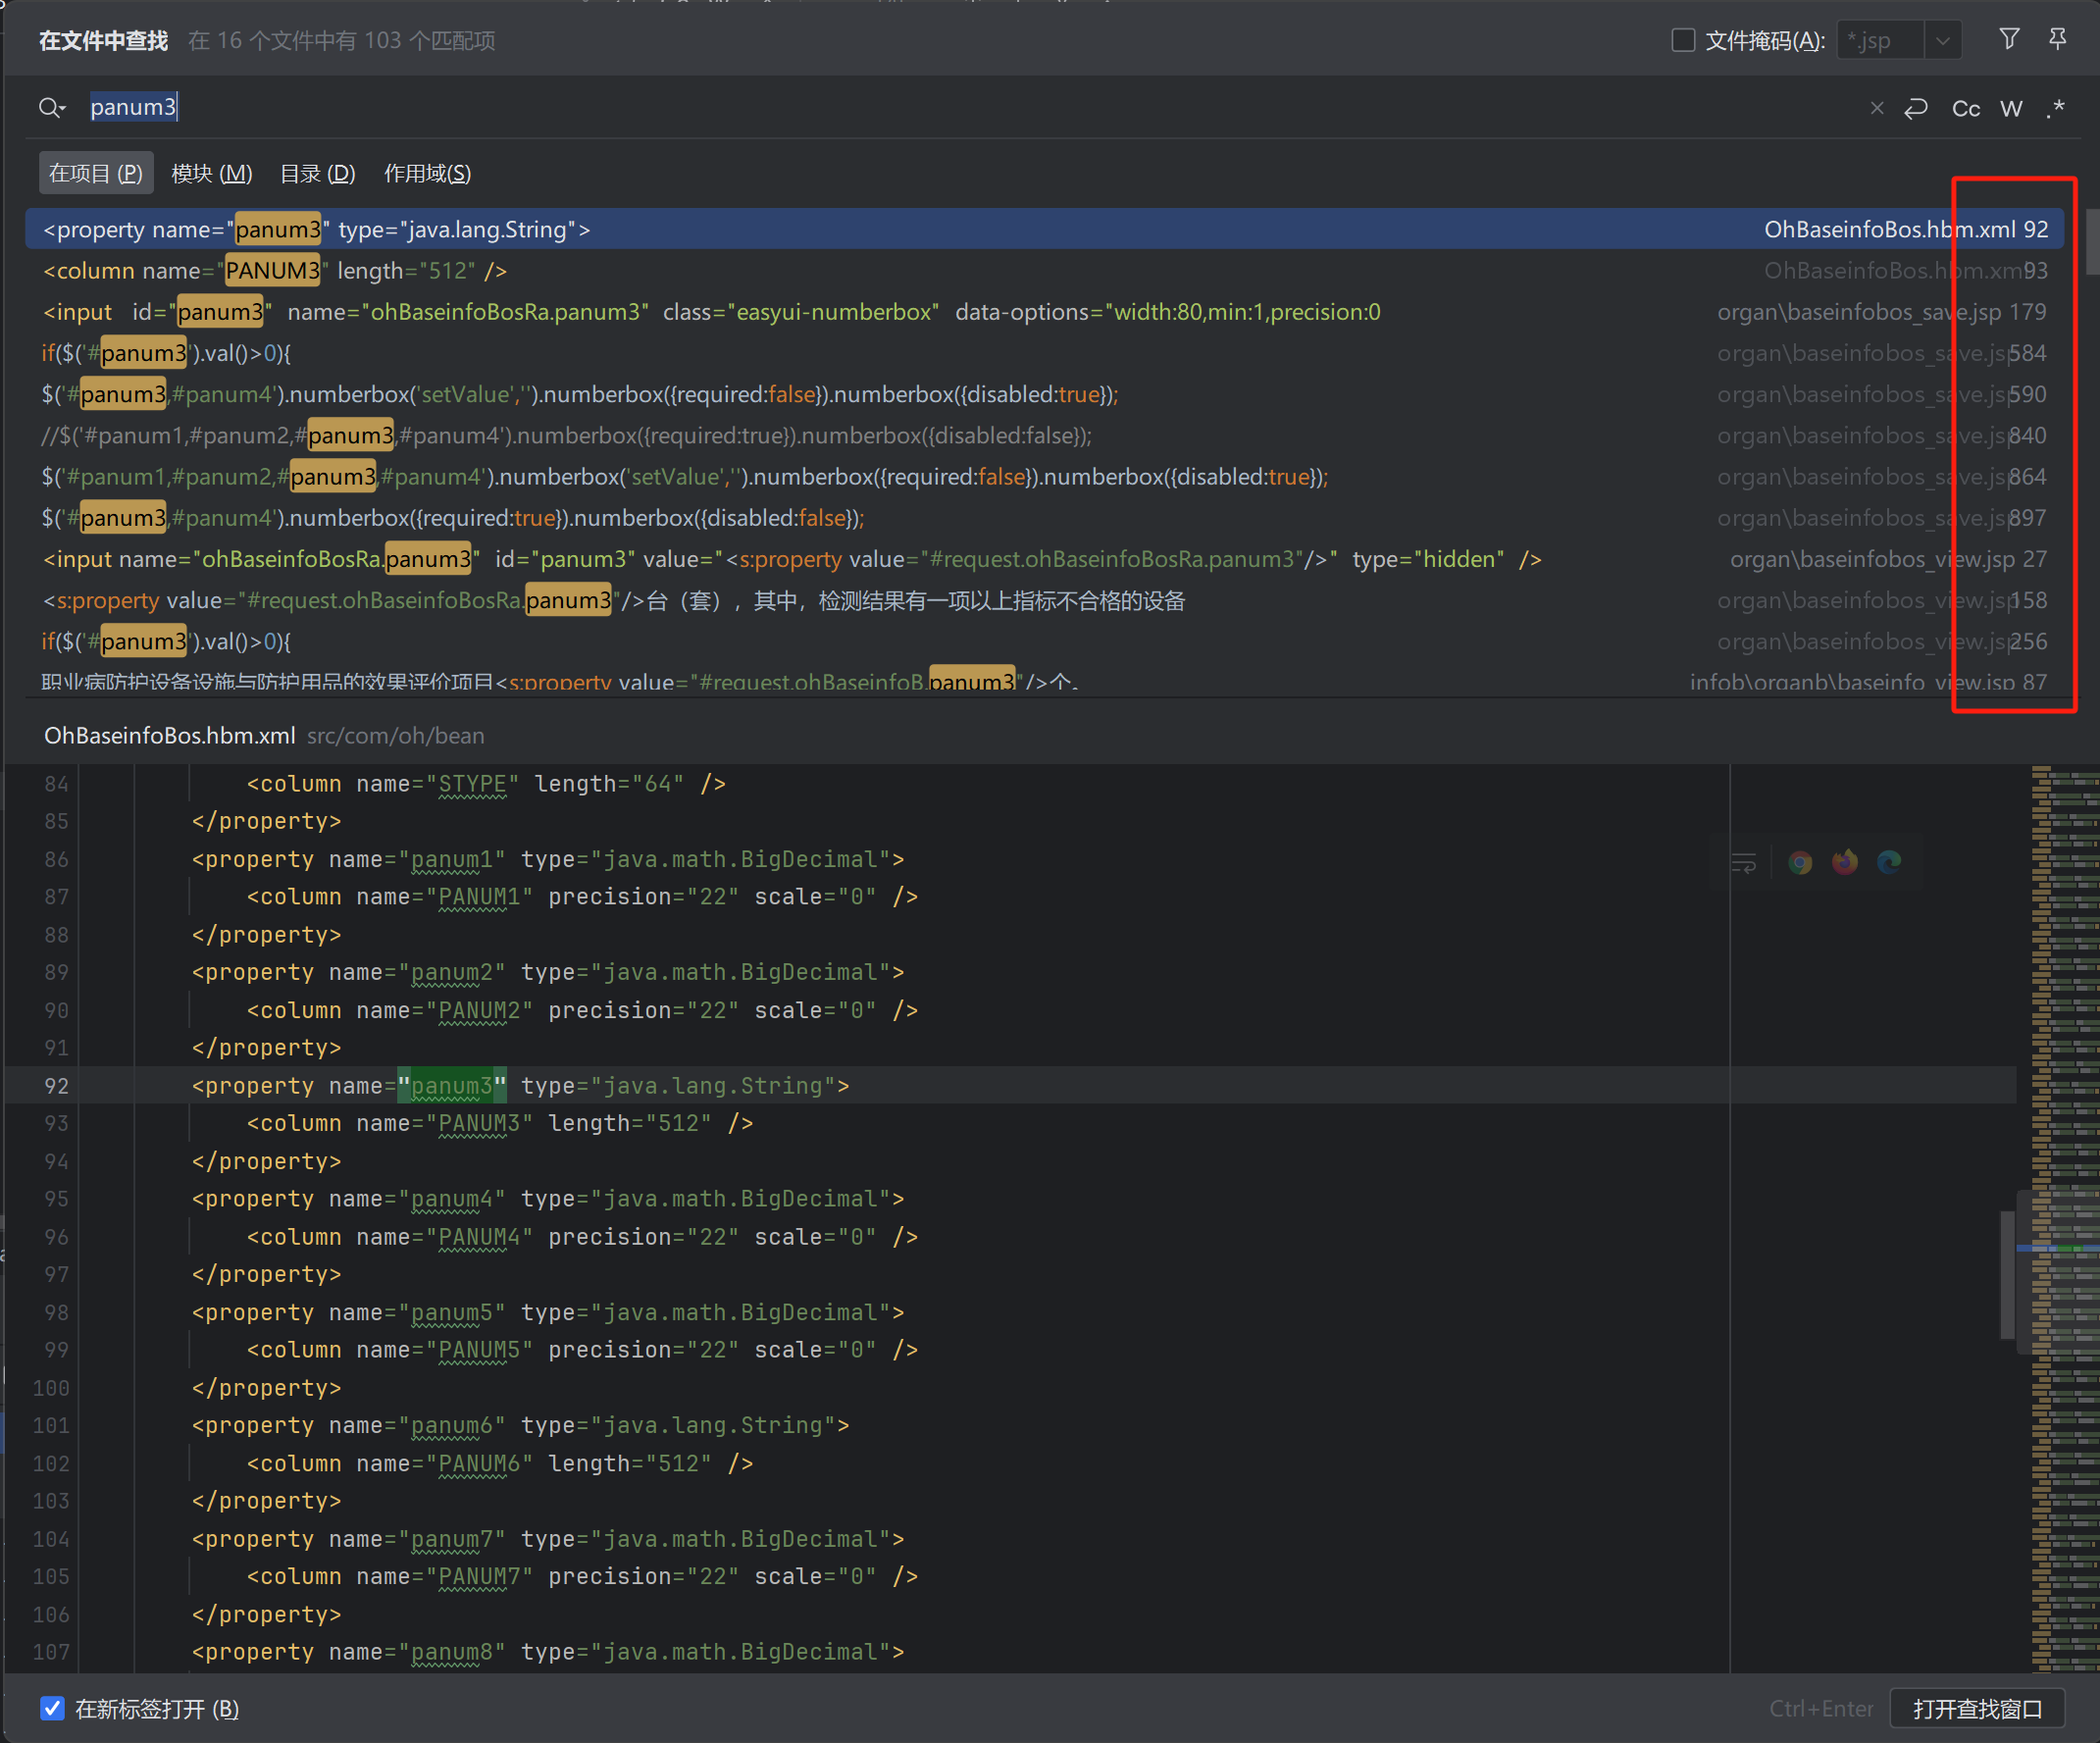 在文件中查找 在 16 个文件中有 103 个匹配项 文件掩码(A): *.jsp
panum3 Cc W .*
在项目 (P) 模块 (M) 目录 (D) 作用域(S)
<property name="panum3" type="java.lang.String"> OhBaseinfoBos.hbm.xml 92
<column name="PANUM3" length="512" /> OhBaseinfoBos.hbm.xml 93
<input id="panum3" name="ohBaseinfoBosRa.panum3" class="easyui-numberbox" data-options="width:80,min:1,precision:0 organ\baseinfobos_save.jsp 179
if($('#panum3').val()>0){ organ\baseinfobos_save.jsp 584
$('#panum3,#panum4').numberbox('setValue','').numberbox({required:false}).numberbox({disabled:true}); organ\baseinfobos_save.jsp 590
//$('#panum1,#panum2,#panum3,#panum4').numberbox({required:true}).numberbox({disabled:false}); organ\baseinfobos_save.jsp 840
$('#panum1,#panum2,#panum3,#panum4').numberbox('setValue','').numberbox({required:false}).numberbox({disabled:true}); organ\baseinfobos_save.jsp 864
$('#panum3,#panum4').numberbox({required:true}).numberbox({disabled:false}); organ\baseinfobos_save.jsp 897
<input name="ohBaseinfoBosRa.panum3" id="panum3" value="<s:property value="#request.ohBaseinfoBosRa.panum3"/>" type="hidden" /> organ\baseinfobos_view.jsp 27
<s:property value="#request.ohBaseinfoBosRa.panum3"/>台（套），其中，检测结果有一项以上指标不合格的设备 organ\baseinfobos_view.jsp 158
if($('#panum3').val()>0){ organ\baseinfobos_view.jsp 256
职业病防护设备设施与防护用品的效果评价项目<s:property value="#request.ohBaseinfoB.panum3"/>个。 infob\organb\baseinfo_view.jsp 87
OhBaseinfoBos.hbm.xml src/com/oh/bean
84 <column name="STYPE" length="64" />
85 </property>
86 <property name="panum1" type="java.math.BigDecimal">
87 <column name="PANUM1" precision="22" scale="0" />
88 </property>
89 <property name="panum2" type="java.math.BigDecimal">
90 <column name="PANUM2" precision="22" scale="0" />
91 </property>
92 <property name="panum3" type="java.lang.String">
93 <column name="PANUM3" length="512" />
94 </property>
95 <property name="panum4" type="java.math.BigDecimal">
96 <column name="PANUM4" precision="22" scale="0" />
97 </property>
98 <property name="panum5" type="java.math.BigDecimal">
99 <column name="PANUM5" precision="22" scale="0" />
100 </property>
101 <property name="panum6" type="java.lang.String">
102 <column name="PANUM6" length="512" />
103 </property>
104 <property name="panum7" type="java.math.BigDecimal">
105 <column name="PANUM7" precision="22" scale="0" />
106 </property>
107 <property name="panum8" type="java.math.BigDecimal">
在新标签打开 (B) Ctrl+Enter 打开查找窗口